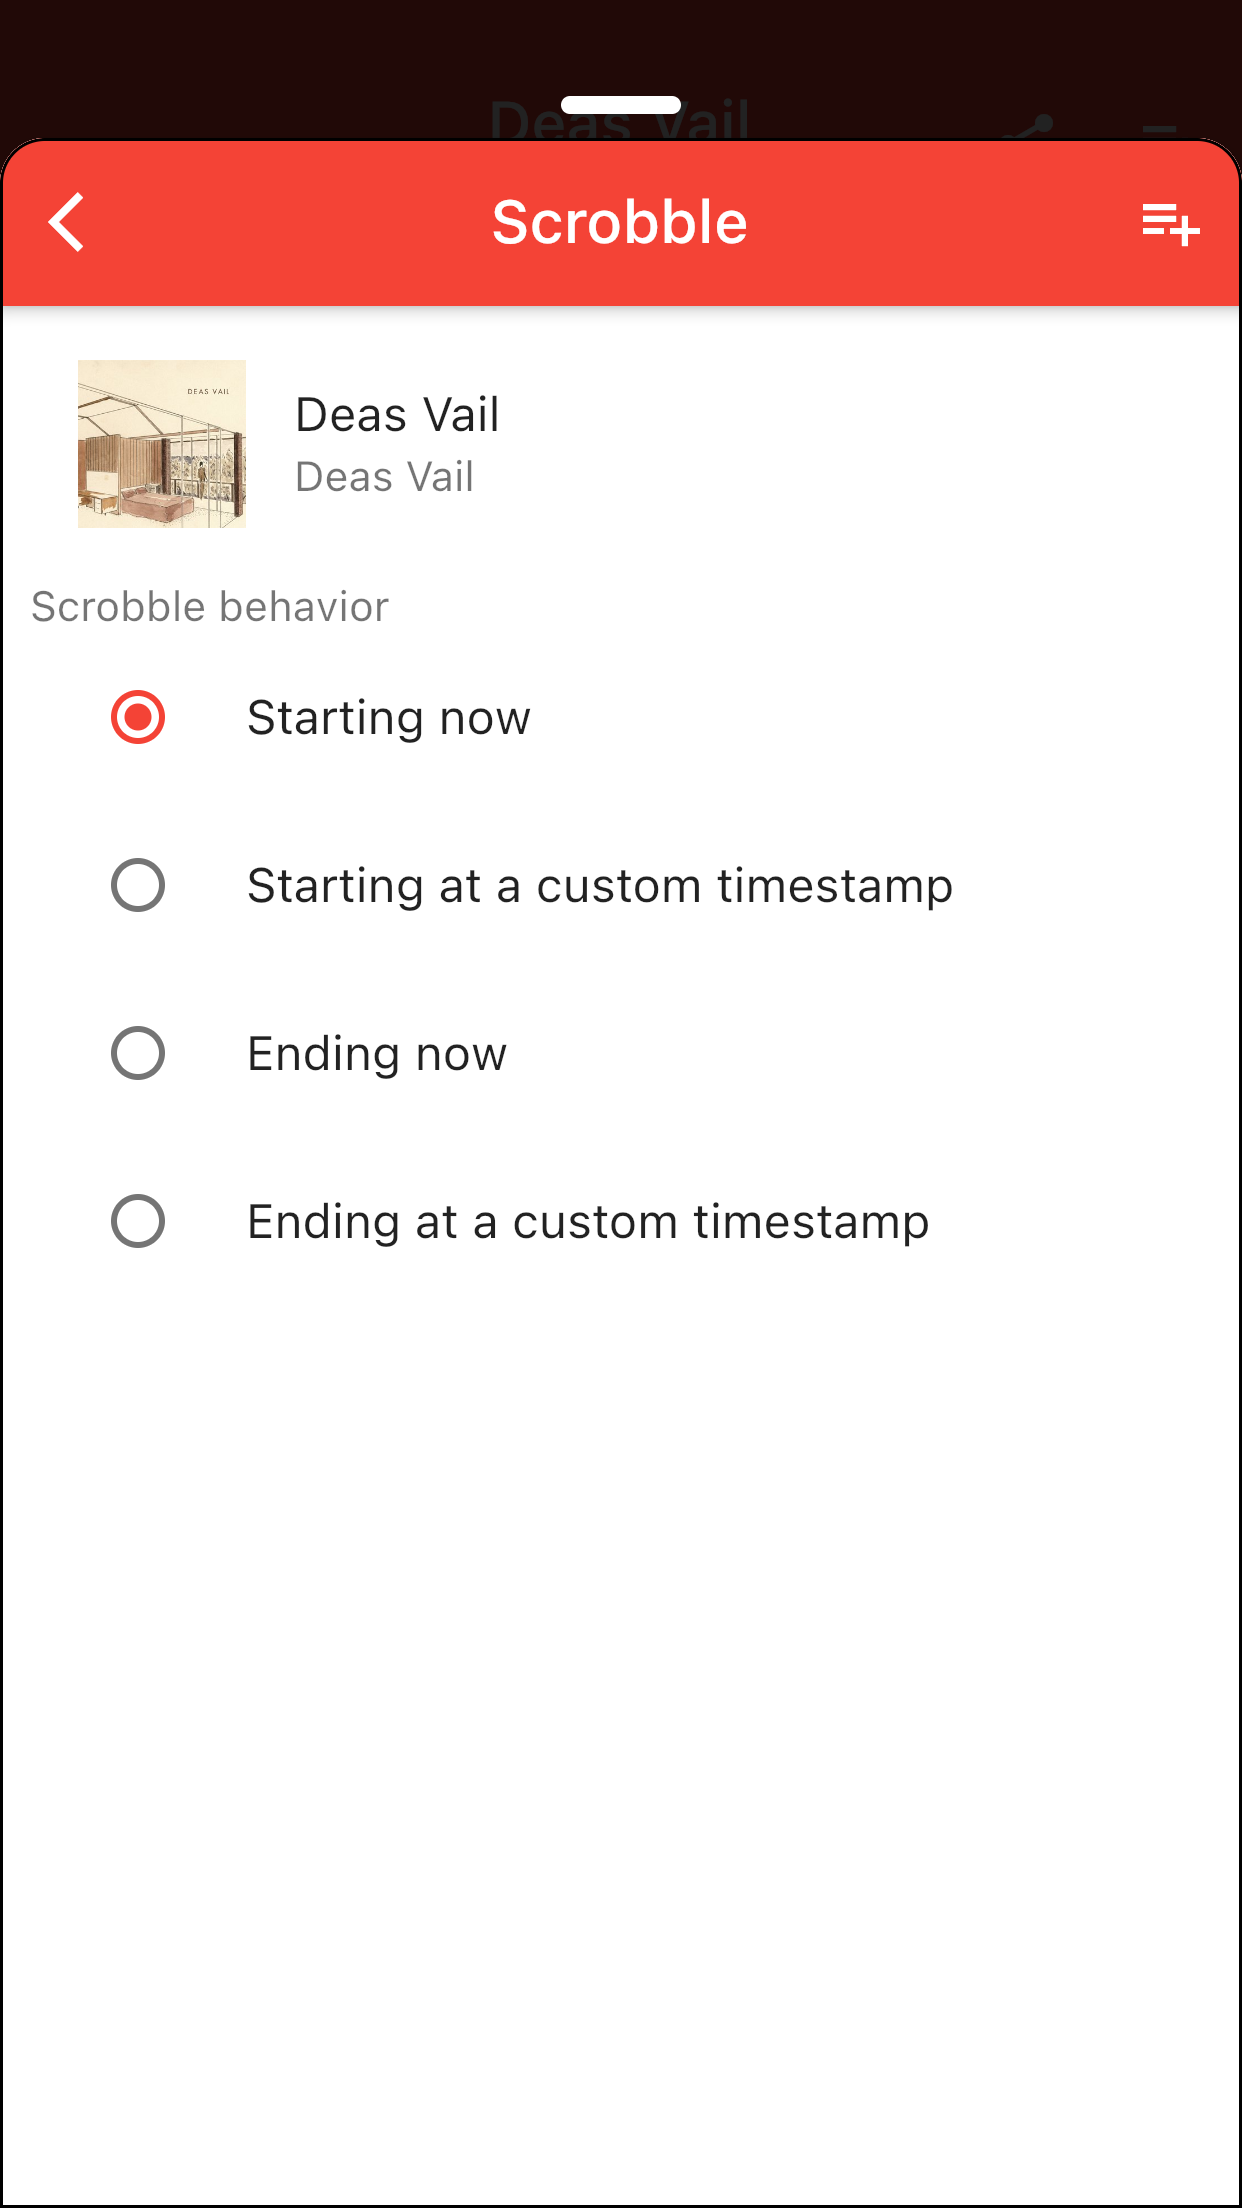 Deas Vail
Scrobble
DEAS VAIL
Deas Vail
Deas Vail
Scrobble behavior
Starting now
Starting at a custom timestamp
Ending now
Ending at a custom timestamp